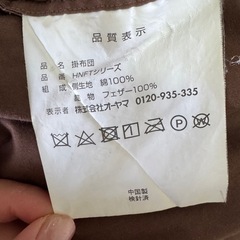 品質表示
品名 掛布団
品番 HNFTシリーズ
組成 側生地 綿100%
詰物 フェザー100%
表示者 株式会社オーヤマ 0120-935-335
中国製
検針済